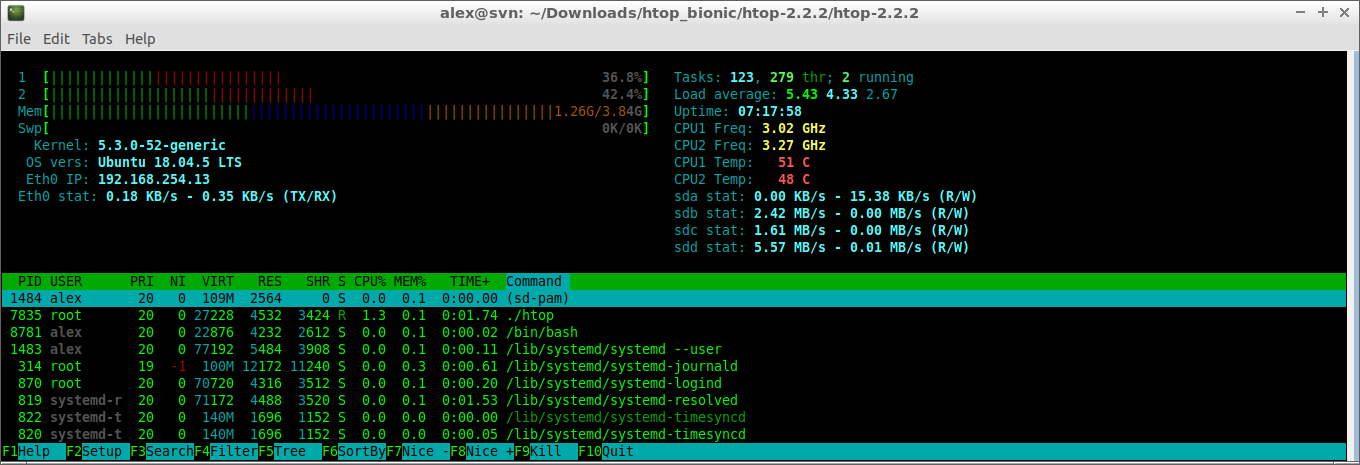 alex@svn: ~/Downloads/htop_bionic/htop-2.2.2/htop-2.2.2
File Edit Tabs Help
1 [||||||||||||||||||||||||||||| 36.8%] Tasks: 123, 279 thr; 2 running
2 [||||||||||||||||||||||||||||||||| 42.4%] Load average: 5.43 4.33 2.67
Mem[|||||||||||||||||||||||||||||||||||||||||||||||||||||||||||||||1.26G/3.84G] Uptime: 07:17:58
Swp[ 0K/0K] CPU1 Freq: 3.02 GHz
Kernel: 5.3.0-52-generic CPU2 Freq: 3.27 GHz
OS vers: Ubuntu 18.04.5 LTS CPU1 Temp: 51 C
Eth0 IP: 192.168.254.13 CPU2 Temp: 48 C
Eth0 stat: 0.18 KB/s - 0.35 KB/s (TX/RX) sda stat: 0.00 KB/s - 15.38 KB/s (R/W)
sdb stat: 2.42 MB/s - 0.00 MB/s (R/W)
sdc stat: 1.61 MB/s - 0.00 MB/s (R/W)
sdd stat: 5.57 MB/s - 0.01 MB/s (R/W)
PID USER PRI NI VIRT RES SHR S CPU% MEM% TIME+ Command
1484 alex 20 0 109M 2564 0 S 0.0 0.1 0:00.00 (sd-pam)
7835 root 20 0 27228 4532 3424 R 1.3 0.1 0:01.74 ./htop
8781 alex 20 0 22876 4232 2612 S 0.0 0.1 0:00.02 /bin/bash
1483 alex 20 0 77192 5484 3908 S 0.0 0.1 0:00.11 /lib/systemd/systemd --user
314 root 19 -1 100M 12172 11240 S 0.0 0.3 0:00.61 /lib/systemd/systemd-journald
870 root 20 0 70720 4316 3512 S 0.0 0.1 0:00.20 /lib/systemd/systemd-logind
819 systemd-r 20 0 71172 4488 3520 S 0.0 0.1 0:01.53 /lib/systemd/systemd-resolved
822 systemd-t 20 0 140M 1696 1152 S 0.0 0.0 0:00.00 /lib/systemd/systemd-timesyncd
820 systemd-t 20 0 140M 1696 1152 S 0.0 0.0 0:00.05 /lib/systemd/systemd-timesyncd
F1Help F2Setup F3SearchF4FilterF5Tree F6SortByF7Nice -F8Nice +F9Kill F10Quit